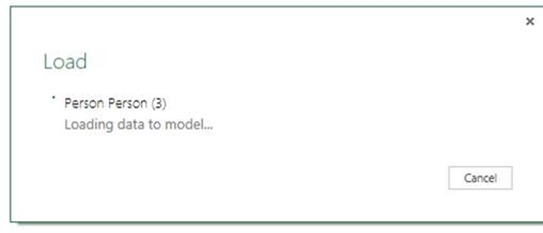 Load
Person Person (3)
Loading data to model...
Cancel